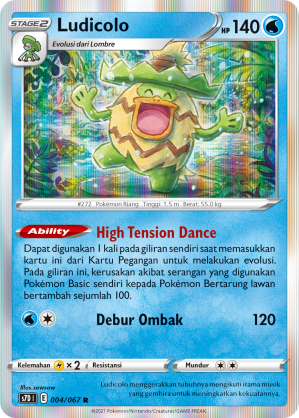 STAGE 2 Ludicolo HP 140
Evolusi dari Lombre
#272 Pokémon Riang Tinggi: 1.5 m Berat: 55.0 kg
Ability High Tension Dance
Dapat digunakan 1 kali pada giliran sendiri saat memasukkan
kartu ini dari Kartu Pegangan untuk melakukan evolusi.
Pada giliran ini, kerusakan akibat serangan yang digunakan
Pokémon Basic sendiri kepada Pokémon Bertarung lawan
bertambah sejumlah 100.
Debur Ombak 120
Kelemahan ×2 Resistansi Mundur
Illus. sowsow
S7D I E 004/067 R
Ludicolo menggerakkan tubuhnya mengikuti irama musik
yang gembira untuk meningkatkan kekuatannya.
©2021 Pokémon/Nintendo/Creatures/GAME FREAK